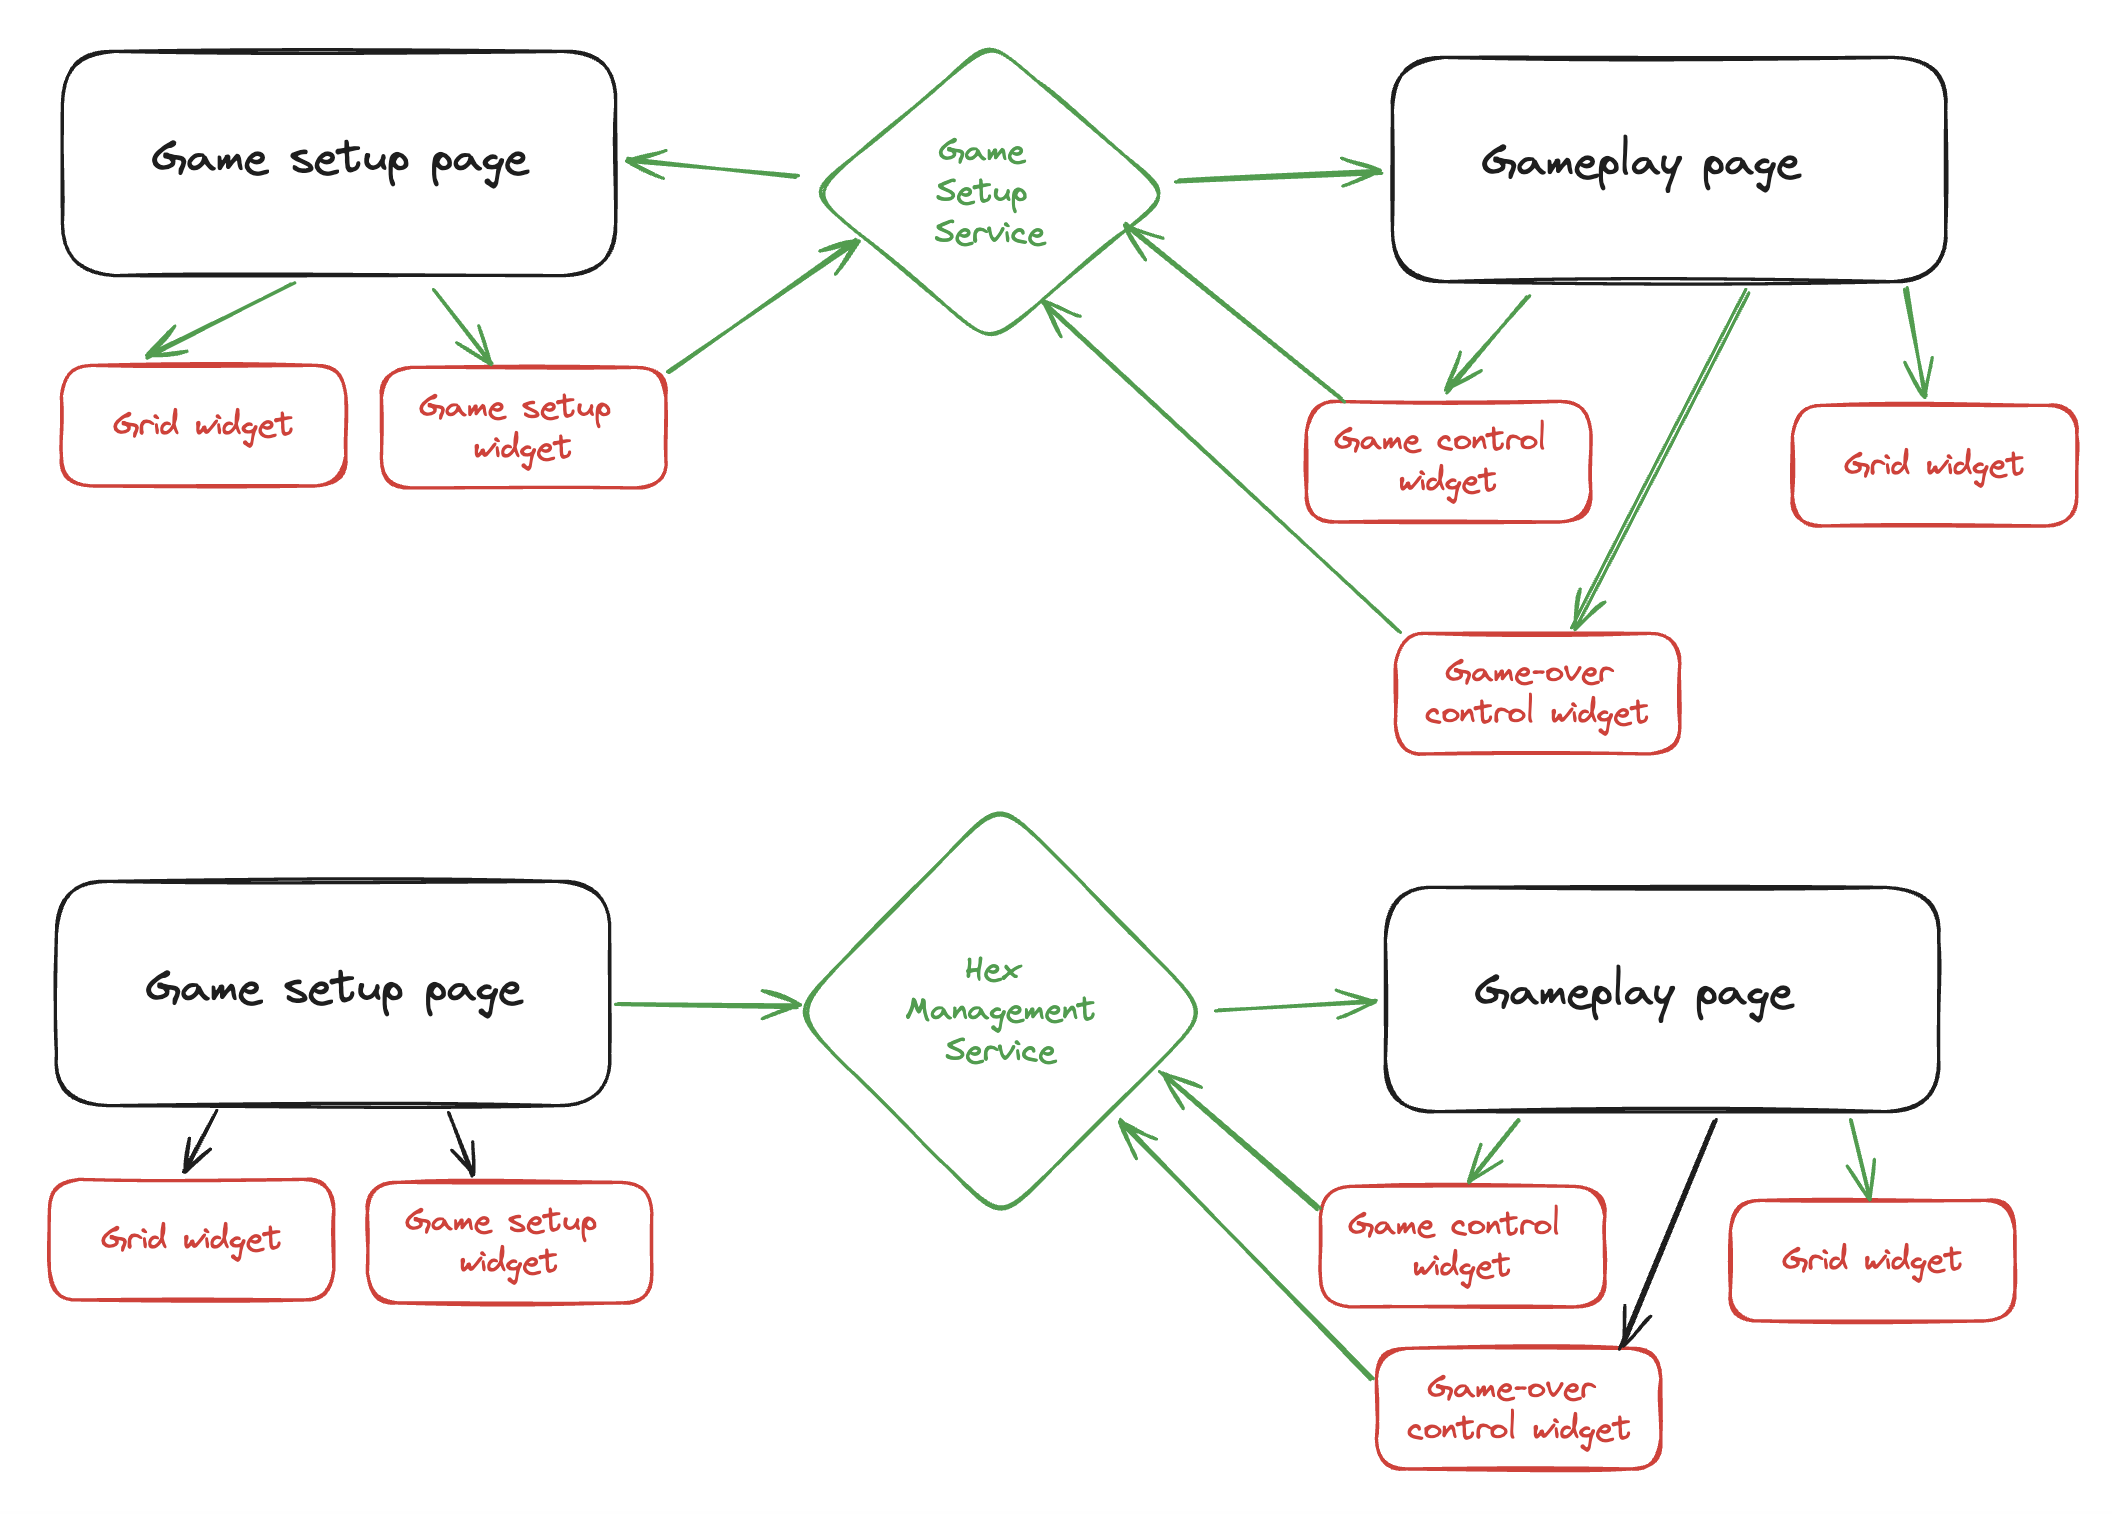 Game setup page
Game
Setup
Service
Gameplay page
Grid widget
Game setup
widget
Game control
widget
Grid widget
Game-over
control widget
Game setup page
Hex
Management
Service
Gameplay page
Grid widget
Game setup
widget
Game control
widget
Grid widget
Game-over
control widget